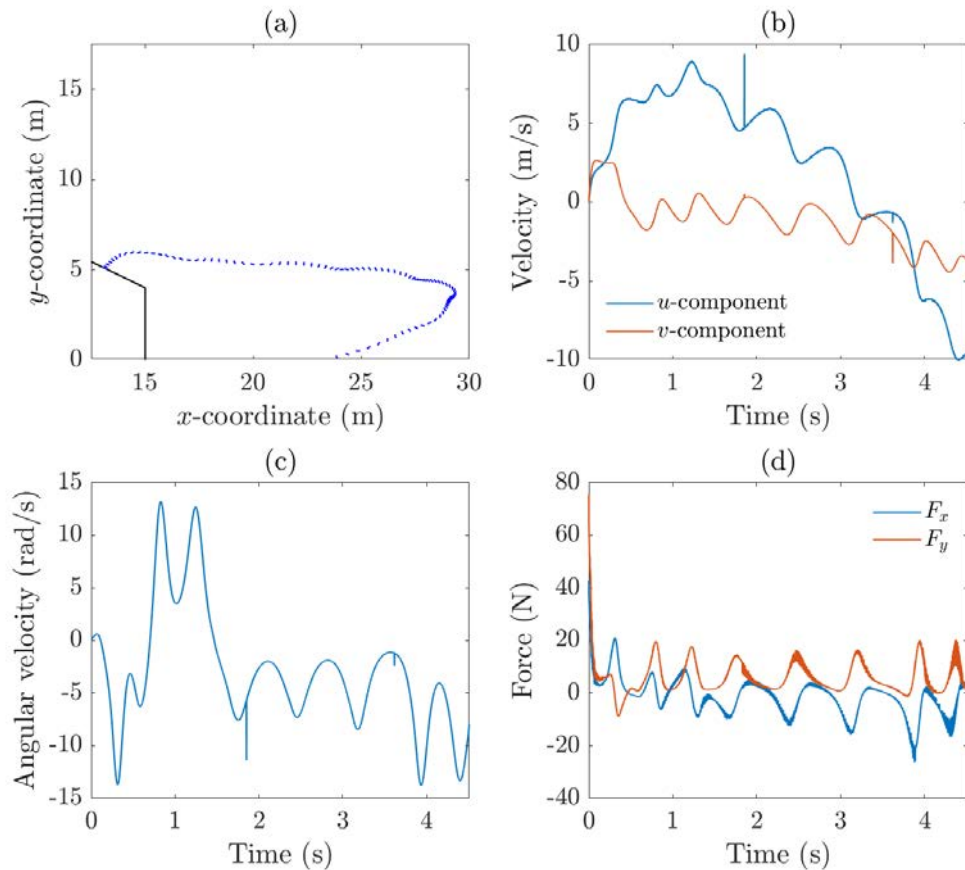 (a)
y-coordinate (m)
15
10
5
0
15
20
25
30
x-coordinate (m)
(b)
Velocity (m/s)
10
5
0
-5
-10
u-component
v-component
0
1
2
3
4
Time (s)
(c)
Angular velocity (rad/s)
15
10
5
0
-5
-10
-15
0
1
2
3
4
Time (s)
(d)
Force (N)
80
60
40
20
0
-20
-40
F_x
F_y
0
1
2
3
4
Time (s)